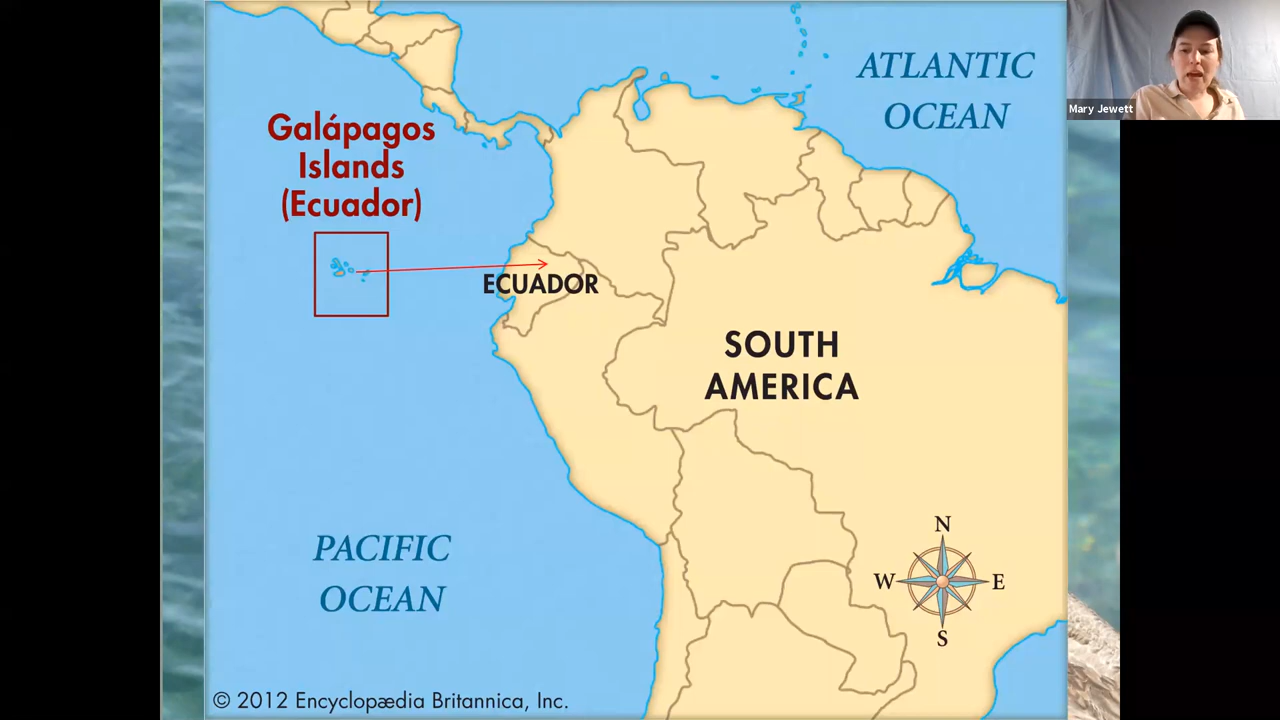 Galápagos
Islands
(Ecuador)
ATLANTIC
OCEAN
Mary Jewett
ECUADOR
SOUTH
AMERICA
PACIFIC
OCEAN
N
W
E
S
© 2012 Encyclopædia Britannica, Inc.